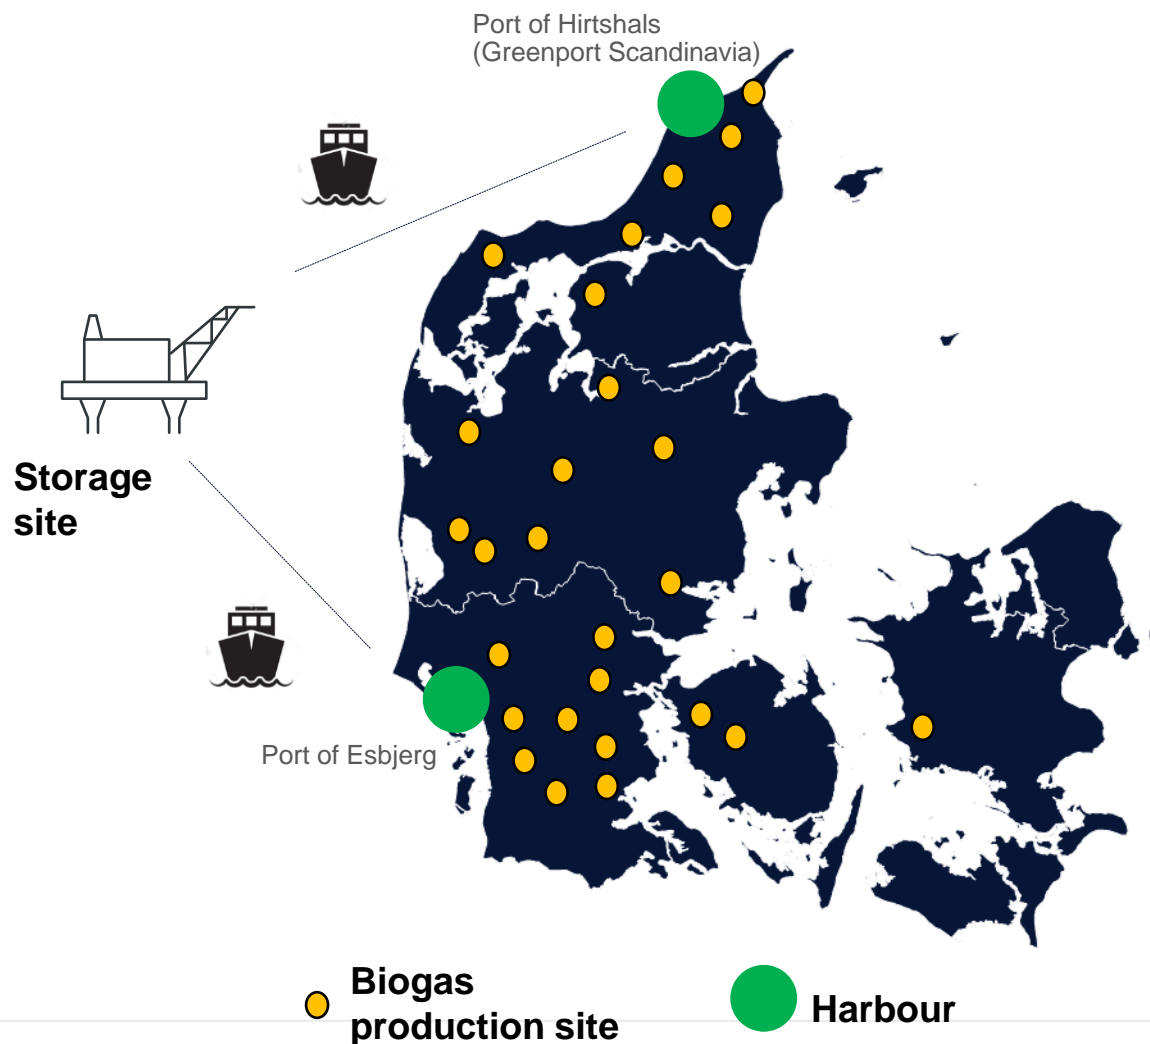 Port of Hirtshals
(Greenport Scandinavia)
Storage
site
Port of Esbjerg
Biogas
production site
Harbour